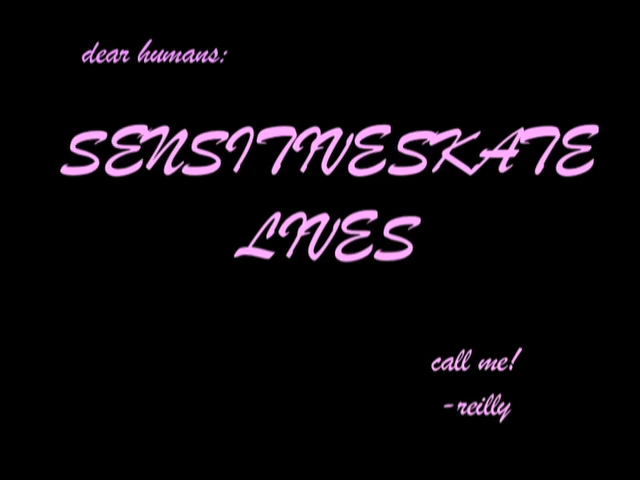 dear humans:
SENSITIVESKATE
LIVES
call me!
-reilly